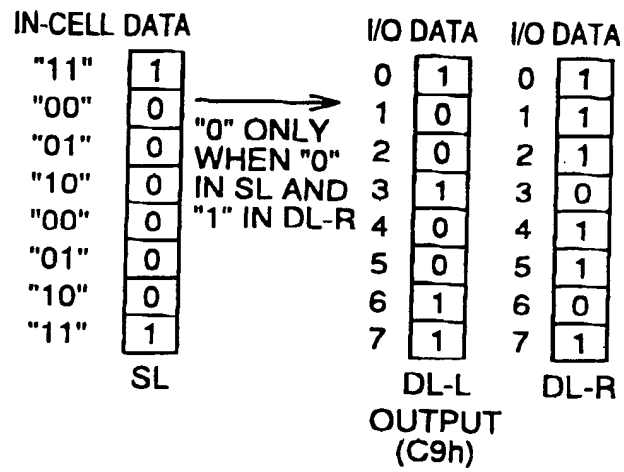 IN-CELL DATA I/O DATA I/O DATA
"11" 1 0 1 0 1
"00" 0 1 0 1 1
"01" 0 2 0 2 1
"10" 0 3 1 3 0
"00" 0 4 0 4 1
"01" 0 5 0 5 1
"10" 0 6 1 6 0
"11" 1 7 1 7 1
"0" ONLY
WHEN "0"
IN SL AND
"1" IN DL-R
SL DL-L DL-R
OUTPUT
(C9h)